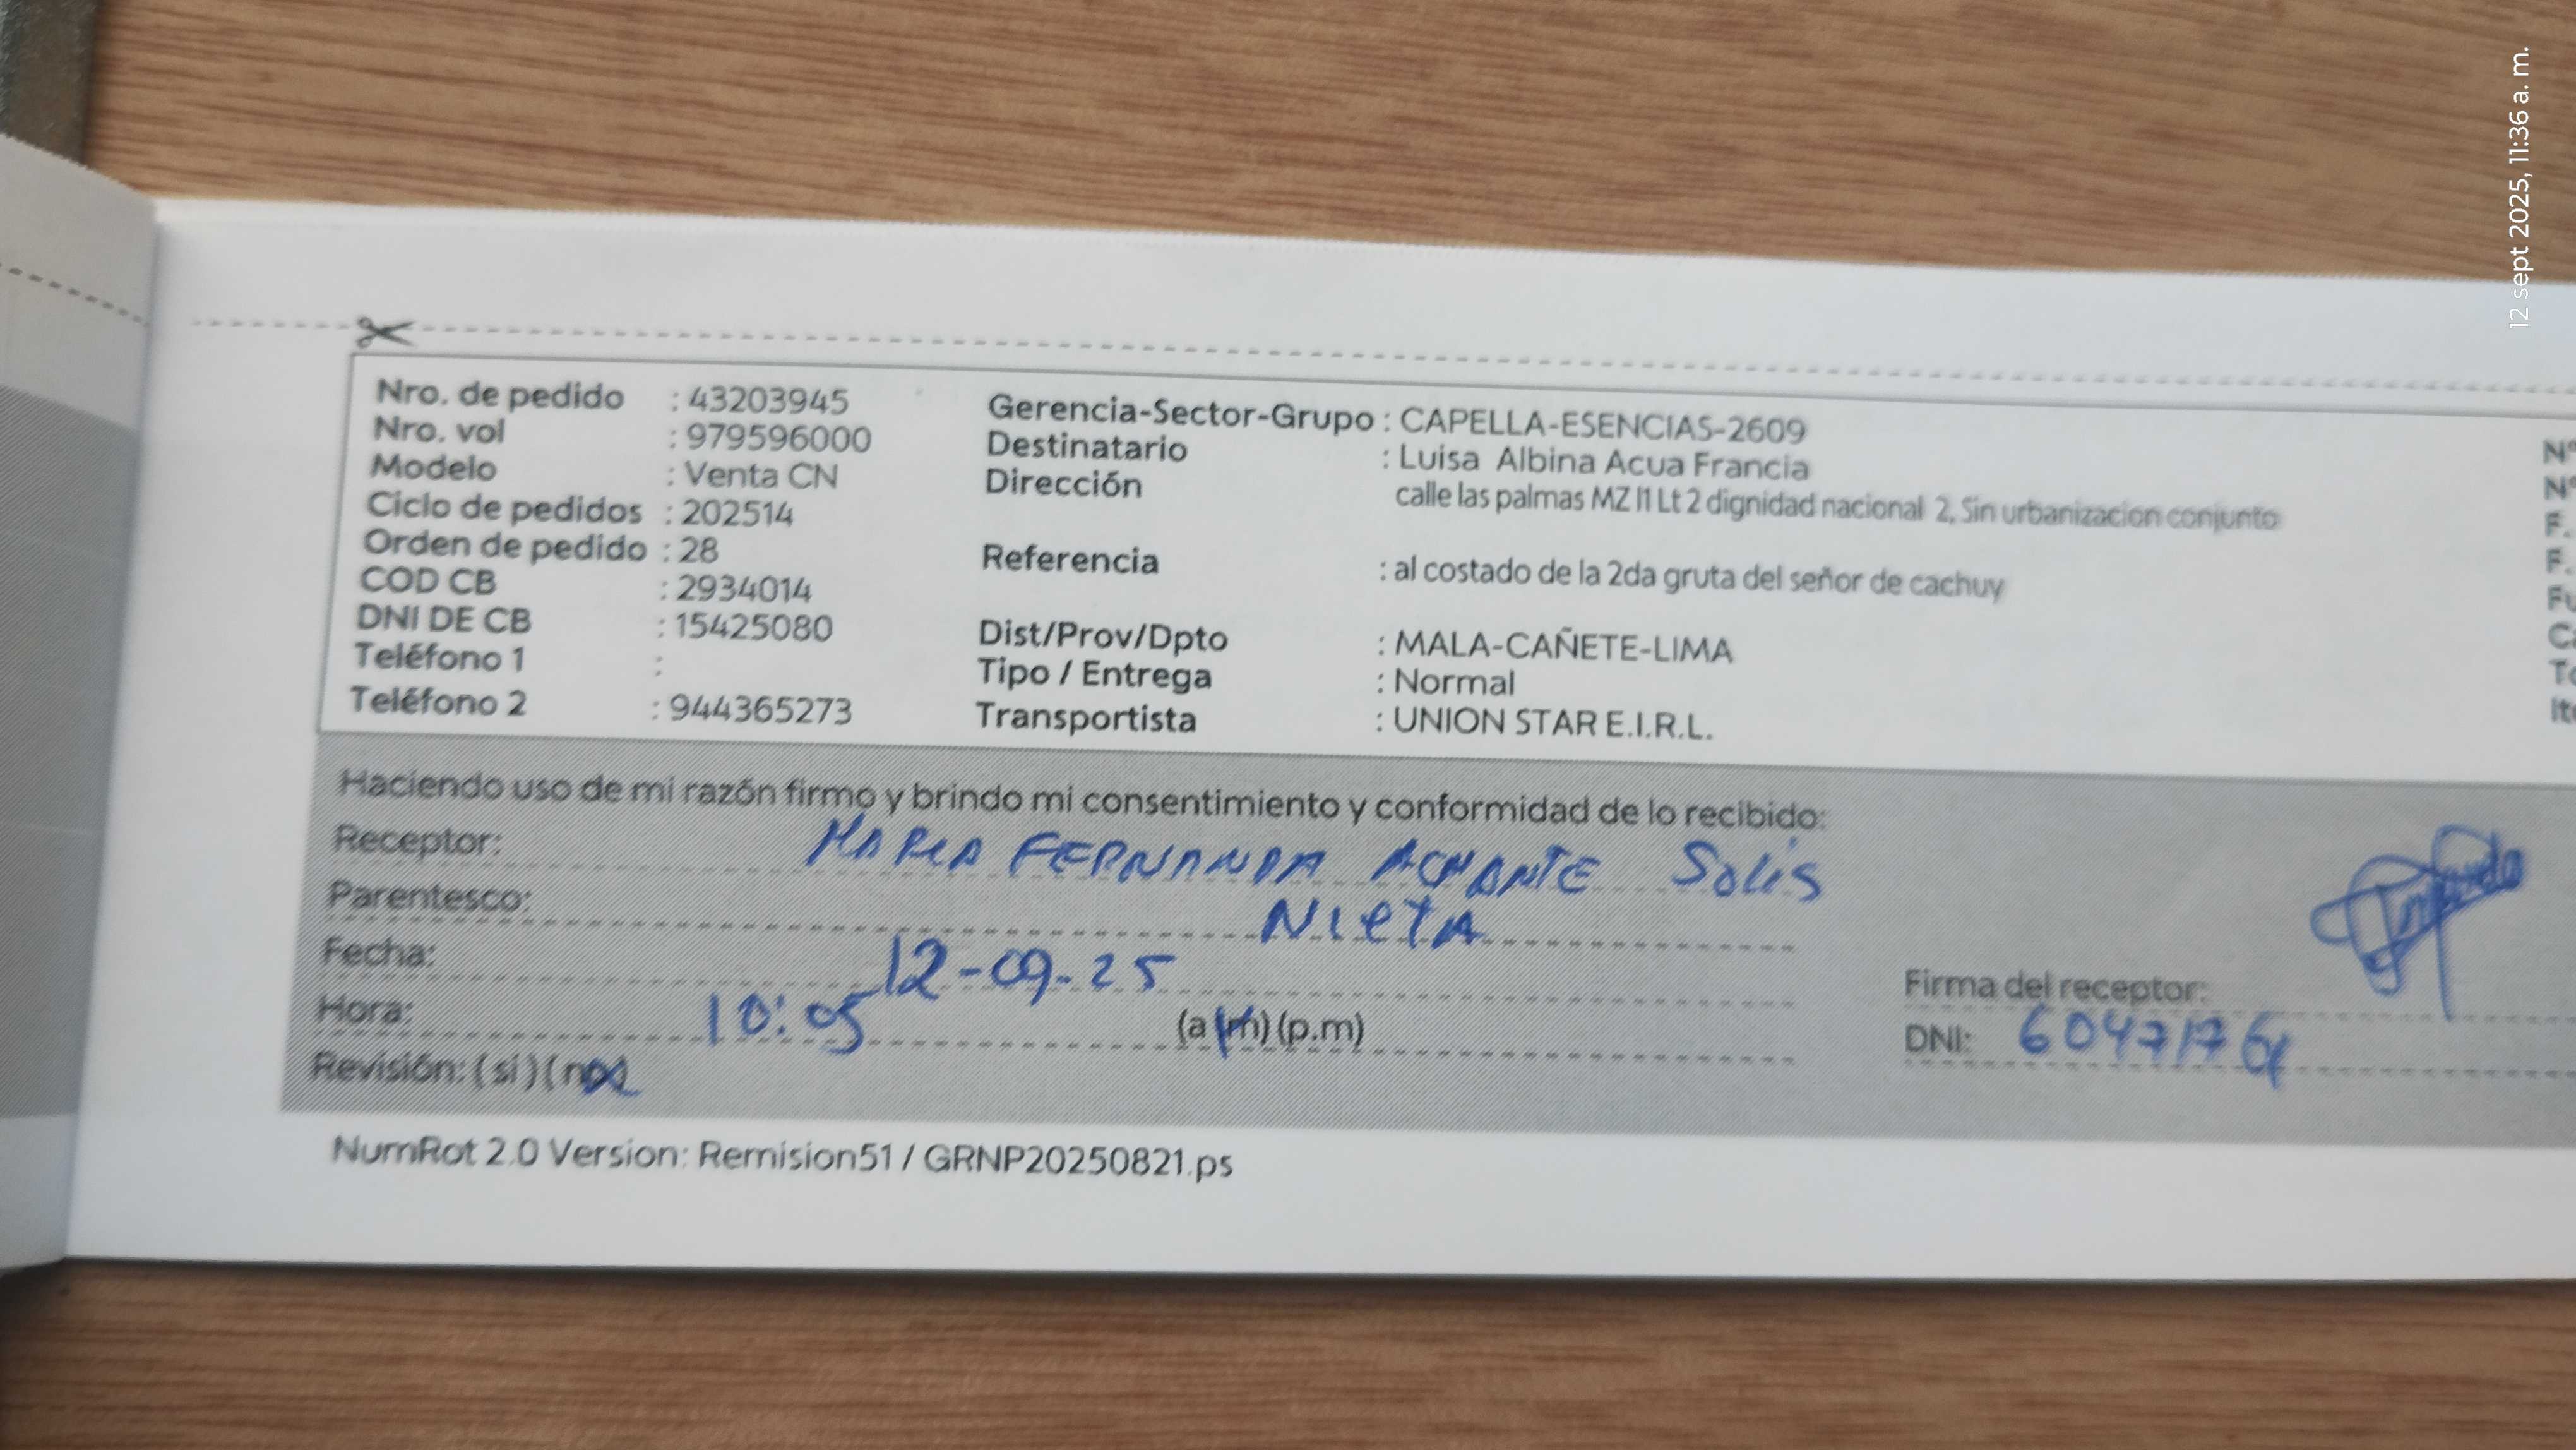 12 sept 2025, 11:36 a. m.
Nro. de pedido : 43203945
Nro. vol : 979596000
Modelo : Venta CN
Ciclo de pedidos : 202514
Orden de pedido : 28
COD CB : 2934014
DNI DE CB : 15425080
Teléfono 1 :
Teléfono 2 : 944365273
Gerencia-Sector-Grupo : CAPELLA-ESENCIAS-2609
Destinatario : Luisa Albina Acua Francia
Dirección calle las palmas MZ I1 Lt 2 dignidad nacional 2, Sin urbanizacion conjunto
Referencia : al costado de la 2da gruta del señor de cachuy
Dist/Prov/Dpto : MALA-CAÑETE-LIMA
Tipo / Entrega : Normal
Transportista : UNION STAR E.I.R.L.
N°
N°
F.
F.
Haciendo uso de mi razón firmo y brindo mi consentimiento y conformidad de lo recibido:
Receptor: MARIA FERNANDA ACHANTE Solis
Parentesco: NIETA
Fecha: 12-09-25
Hora: 10:05 (a.m) (p.m)
Revisión: (si) (no)
Firma del receptor:
DNI:
NumRot 2.0 Version: Remision51 / GRNP20250821.ps